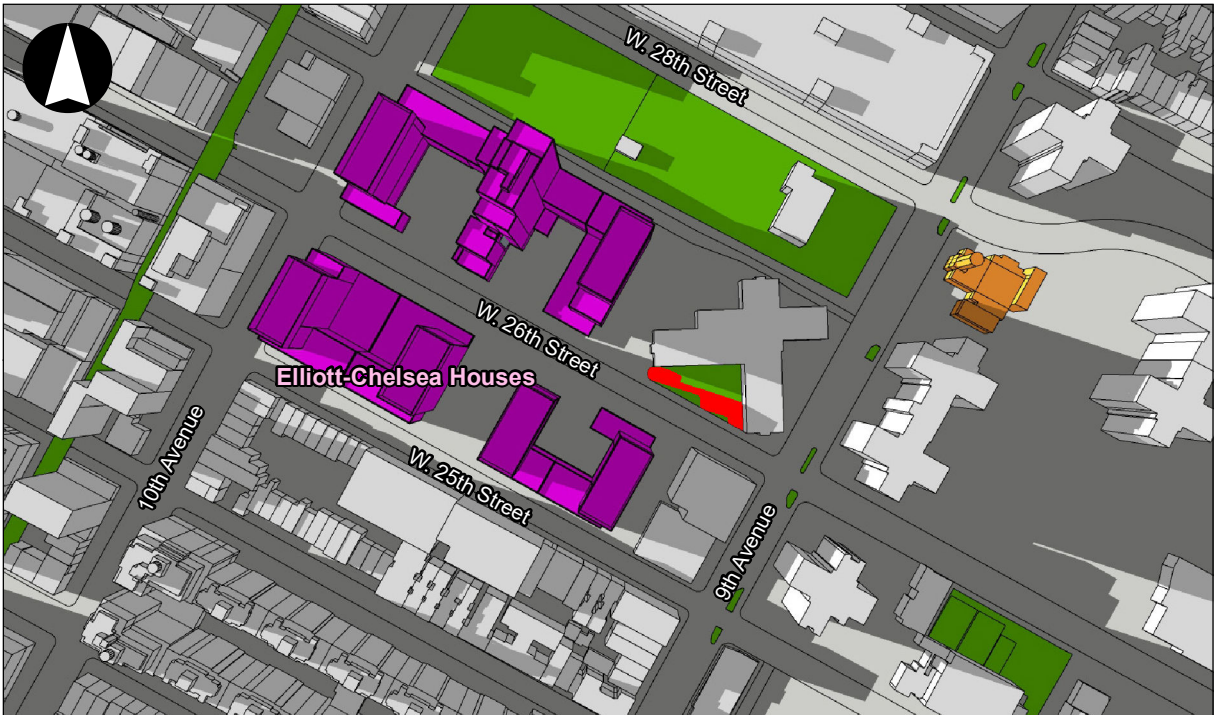 W. 28th Street
W. 26th Street
Elliott-Chelsea Houses
10th Avenue
W. 25th Street
9th Avenue